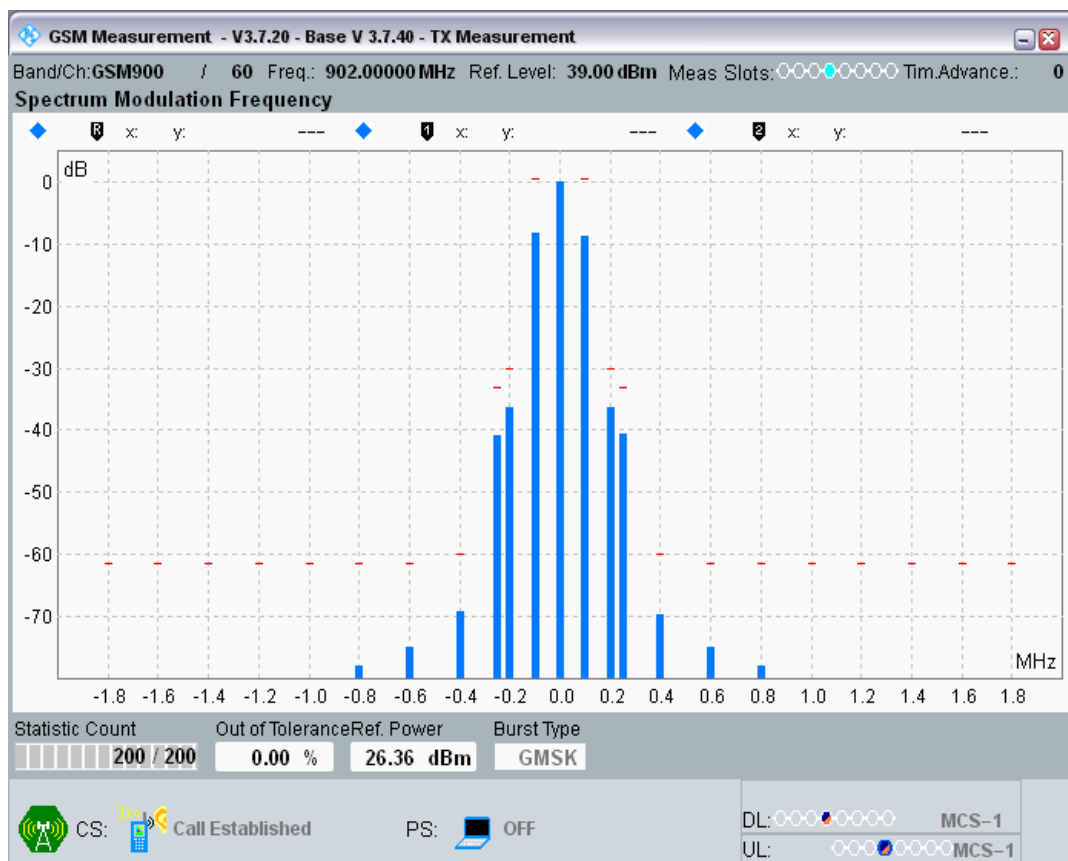 GSM Measurement - V3.7.20 - Base V 3.7.40 - TX Measurement
Band/Ch:GSM900 / 60 Freq.: 902.00000 MHz Ref. Level: 39.00 dBm Meas Slots: Tim.Advance.: 0
Spectrum Modulation Frequency
R x: y: --- 1 x: y: --- 2 x: y: ---
dB
0
-10
-20
-30
-40
-50
-60
-70
MHz
-1.8 -1.6 -1.4 -1.2 -1.0 -0.8 -0.6 -0.4 -0.2 0.0 0.2 0.4 0.6 0.8 1.0 1.2 1.4 1.6 1.8
Statistic Count Out of Tolerance Ref. Power Burst Type
200 / 200 0.00 % 26.36 dBm GMSK
CS: Call Established PS: OFF DL: MCS-1
UL: MCS-1